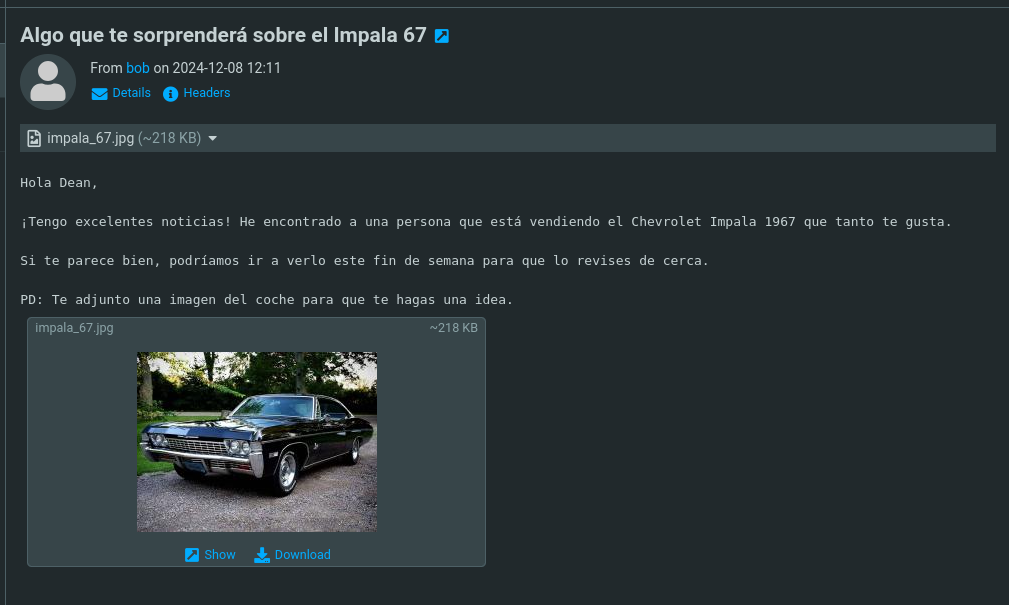 Algo que te sorprenderá sobre el Impala 67
From bob on 2024-12-08 12:11
Details Headers
impala_67.jpg (~218 KB)
Hola Dean,
¡Tengo excelentes noticias! He encontrado a una persona que está vendiendo el Chevrolet Impala 1967 que tanto te gusta.
Si te parece bien, podríamos ir a verlo este fin de semana para que lo revises de cerca.
PD: Te adjunto una imagen del coche para que te hagas una idea.
impala_67.jpg ~218 KB
Show Download